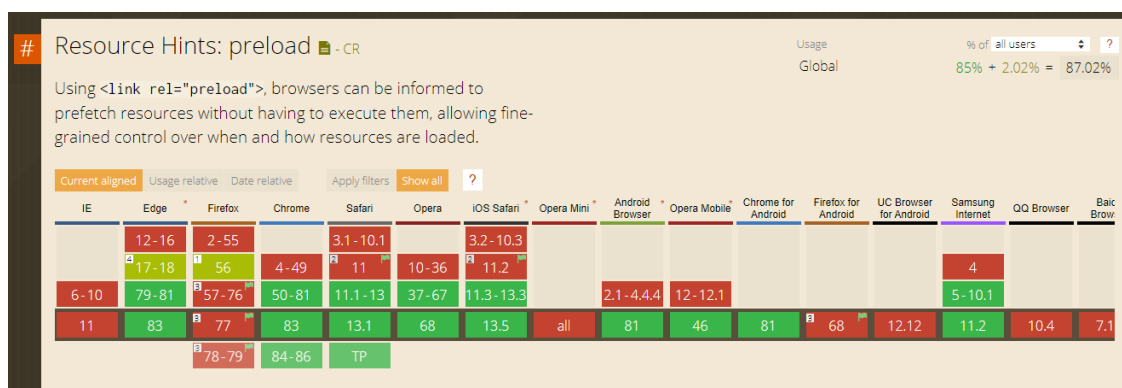 #
Resource Hints: preload - CR
Usage % of all users ?
Global 85% + 2.02% = 87.02%
Using <link rel="preload">, browsers can be informed to
prefetch resources without having to execute them, allowing fine-
grained control over when and how resources are loaded.
Current aligned Usage relative Date relative Apply filters Show all ?
IE Edge * Firefox Chrome Safari Opera iOS Safari * Opera Mini * Android Browser * Opera Mobile * Chrome for Android Firefox for Android UC Browser for Android Samsung Internet QQ Browser Baid Brows
12-16 2-55 3.1-10.1 3.2-10.3
4 17-18 1 56 4-49 2 11 10-36 2 11.2 4
6-10 79-81 3 57-76 50-81 11.1-13 37-67 11.3-13.3 2.1-4.4.4 12-12.1 5-10.1
11 83 3 77 83 13.1 68 13.5 all 81 46 81 3 68 12.12 11.2 10.4 7.1
3 78-79 84-86 TP